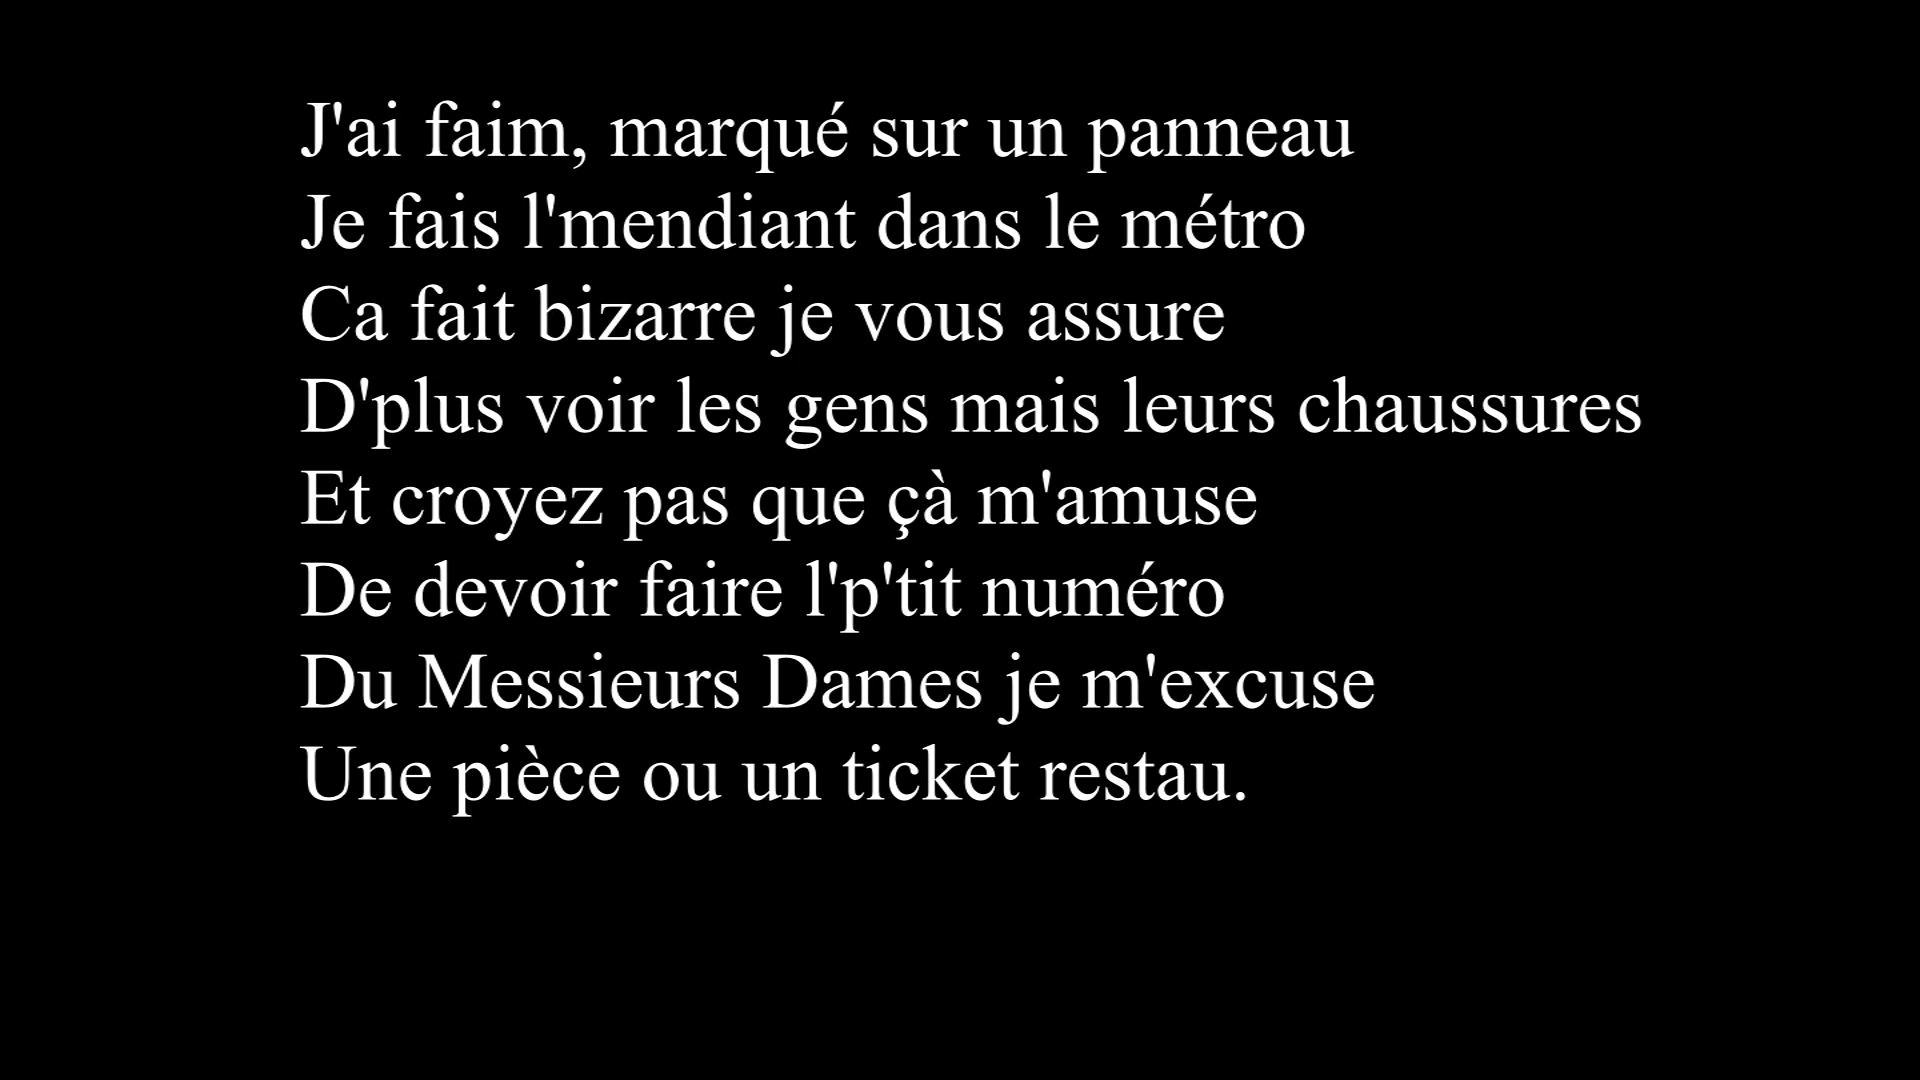 J'ai faim, marqué sur un panneau
Je fais l'mendiant dans le métro
Ca fait bizarre je vous assure
D'plus voir les gens mais leurs chaussures
Et croyez pas que çà m'amuse
De devoir faire l'p'tit numéro
Du Messieurs Dames je m'excuse
Une pièce ou un ticket restau.